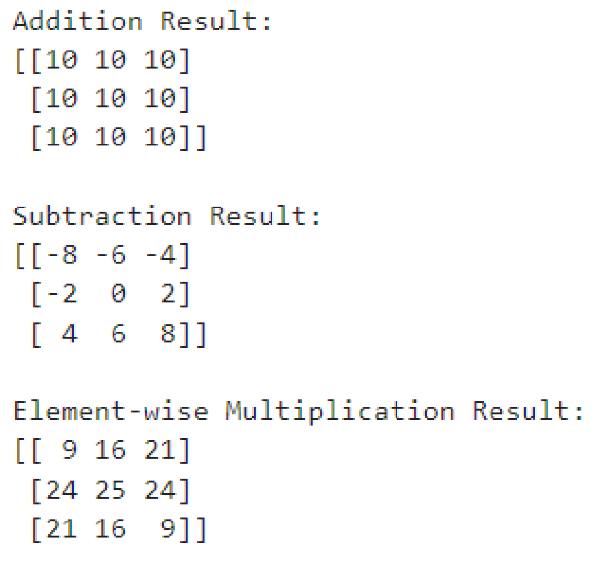 Addition Result:
[[10 10 10]
 [10 10 10]
 [10 10 10]]

Subtraction Result:
[[-8 -6 -4]
 [-2  0  2]
 [ 4  6  8]]

Element-wise Multiplication Result:
[[ 9 16 21]
 [24 25 24]
 [21 16  9]]